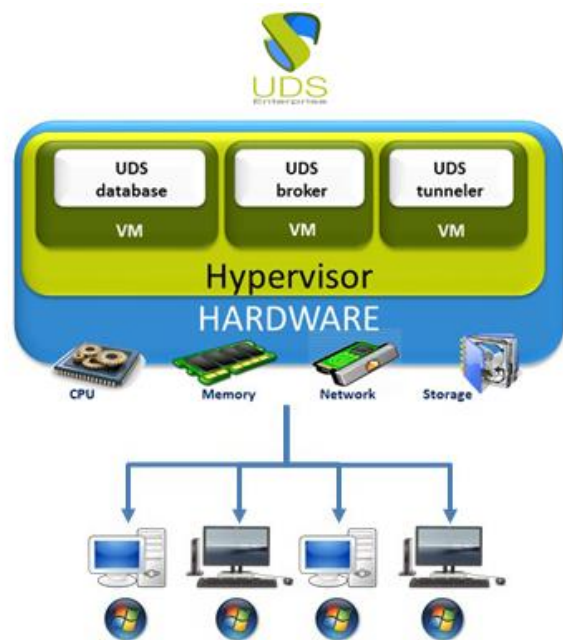 UDS
Enterprise
UDS
database
VM
UDS
broker
VM
UDS
tunneler
VM
Hypervisor
HARDWARE
CPU
Memory
Network
Storage